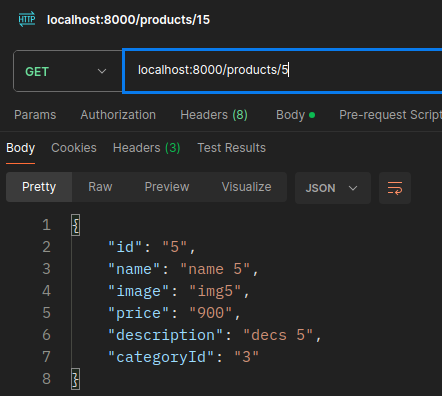 HTTP localhost:8000/products/15
GET localhost:8000/products/5
Params Authorization Headers (8) Body Pre-request Script
Body Cookies Headers (3) Test Results
Pretty Raw Preview Visualize JSON
1 {
2 "id": "5",
3 "name": "name 5",
4 "image": "img5",
5 "price": "900",
6 "description": "decs 5",
7 "categoryId": "3"
8 }